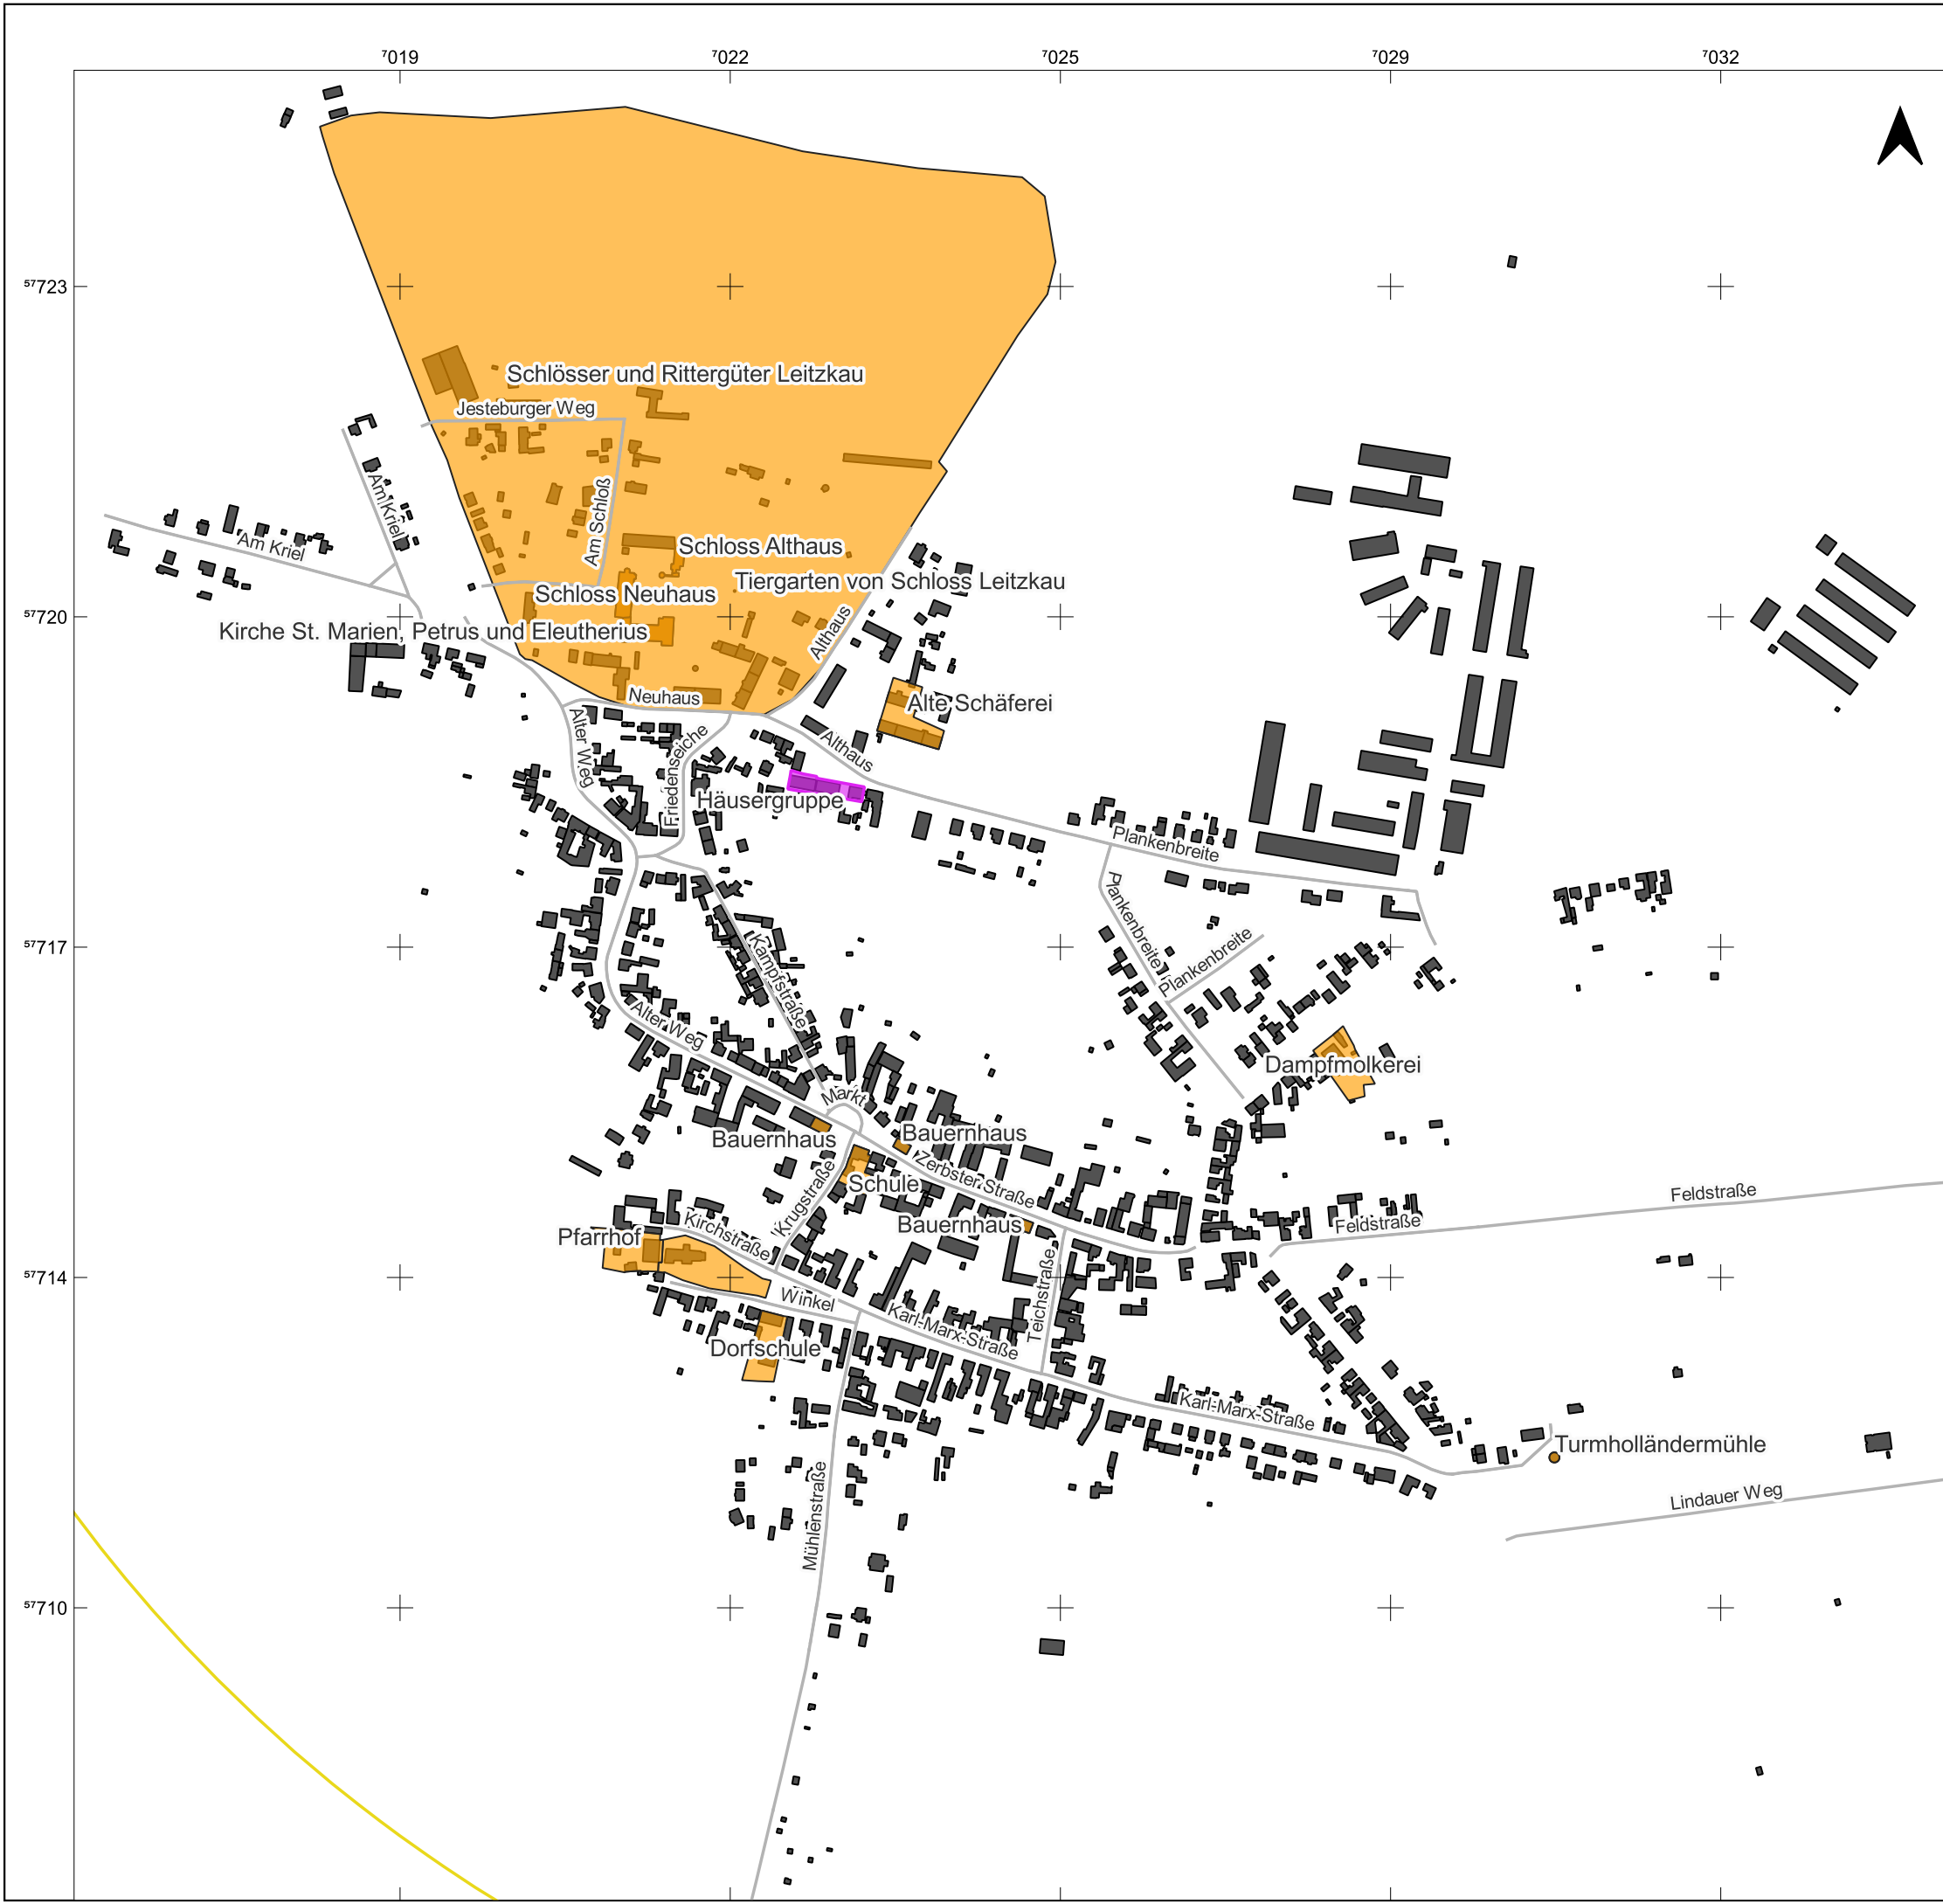 7019
7022
7025
7029
7032
57723
Schlösser und Rittergüter Leitzkau
Jesteburger Weg
Am Kriel
Am Schloß
Am Kriel
Schloss Althaus
Tiergarten von Schloss Leitzkau
Schloss Neuhaus
57720
Kirche St. Marien, Petrus und Eleutherius
Althaus
Neuhaus
Alte Schäferei
Alter Weg
Friedenseiche
Althaus
Häusergruppe
Plankenbreite
Plankenbreite
57717
Plankenbreite
Kampfstraße
Alter Weg
Dampfmolkerei
Markt
Bauernhaus
Bauernhaus
Zerbster Straße
Schule
Krugstraße
Feldstraße
Feldstraße
Kirchstraße
Bauernhaus
Pfarrhof
57714
Teichstraße
Winkel
Karl-Marx-Straße
Dorfschule
Karl-Marx-Straße
Turmholländermühle
Lindauer Weg
Mühlenstraße
57710